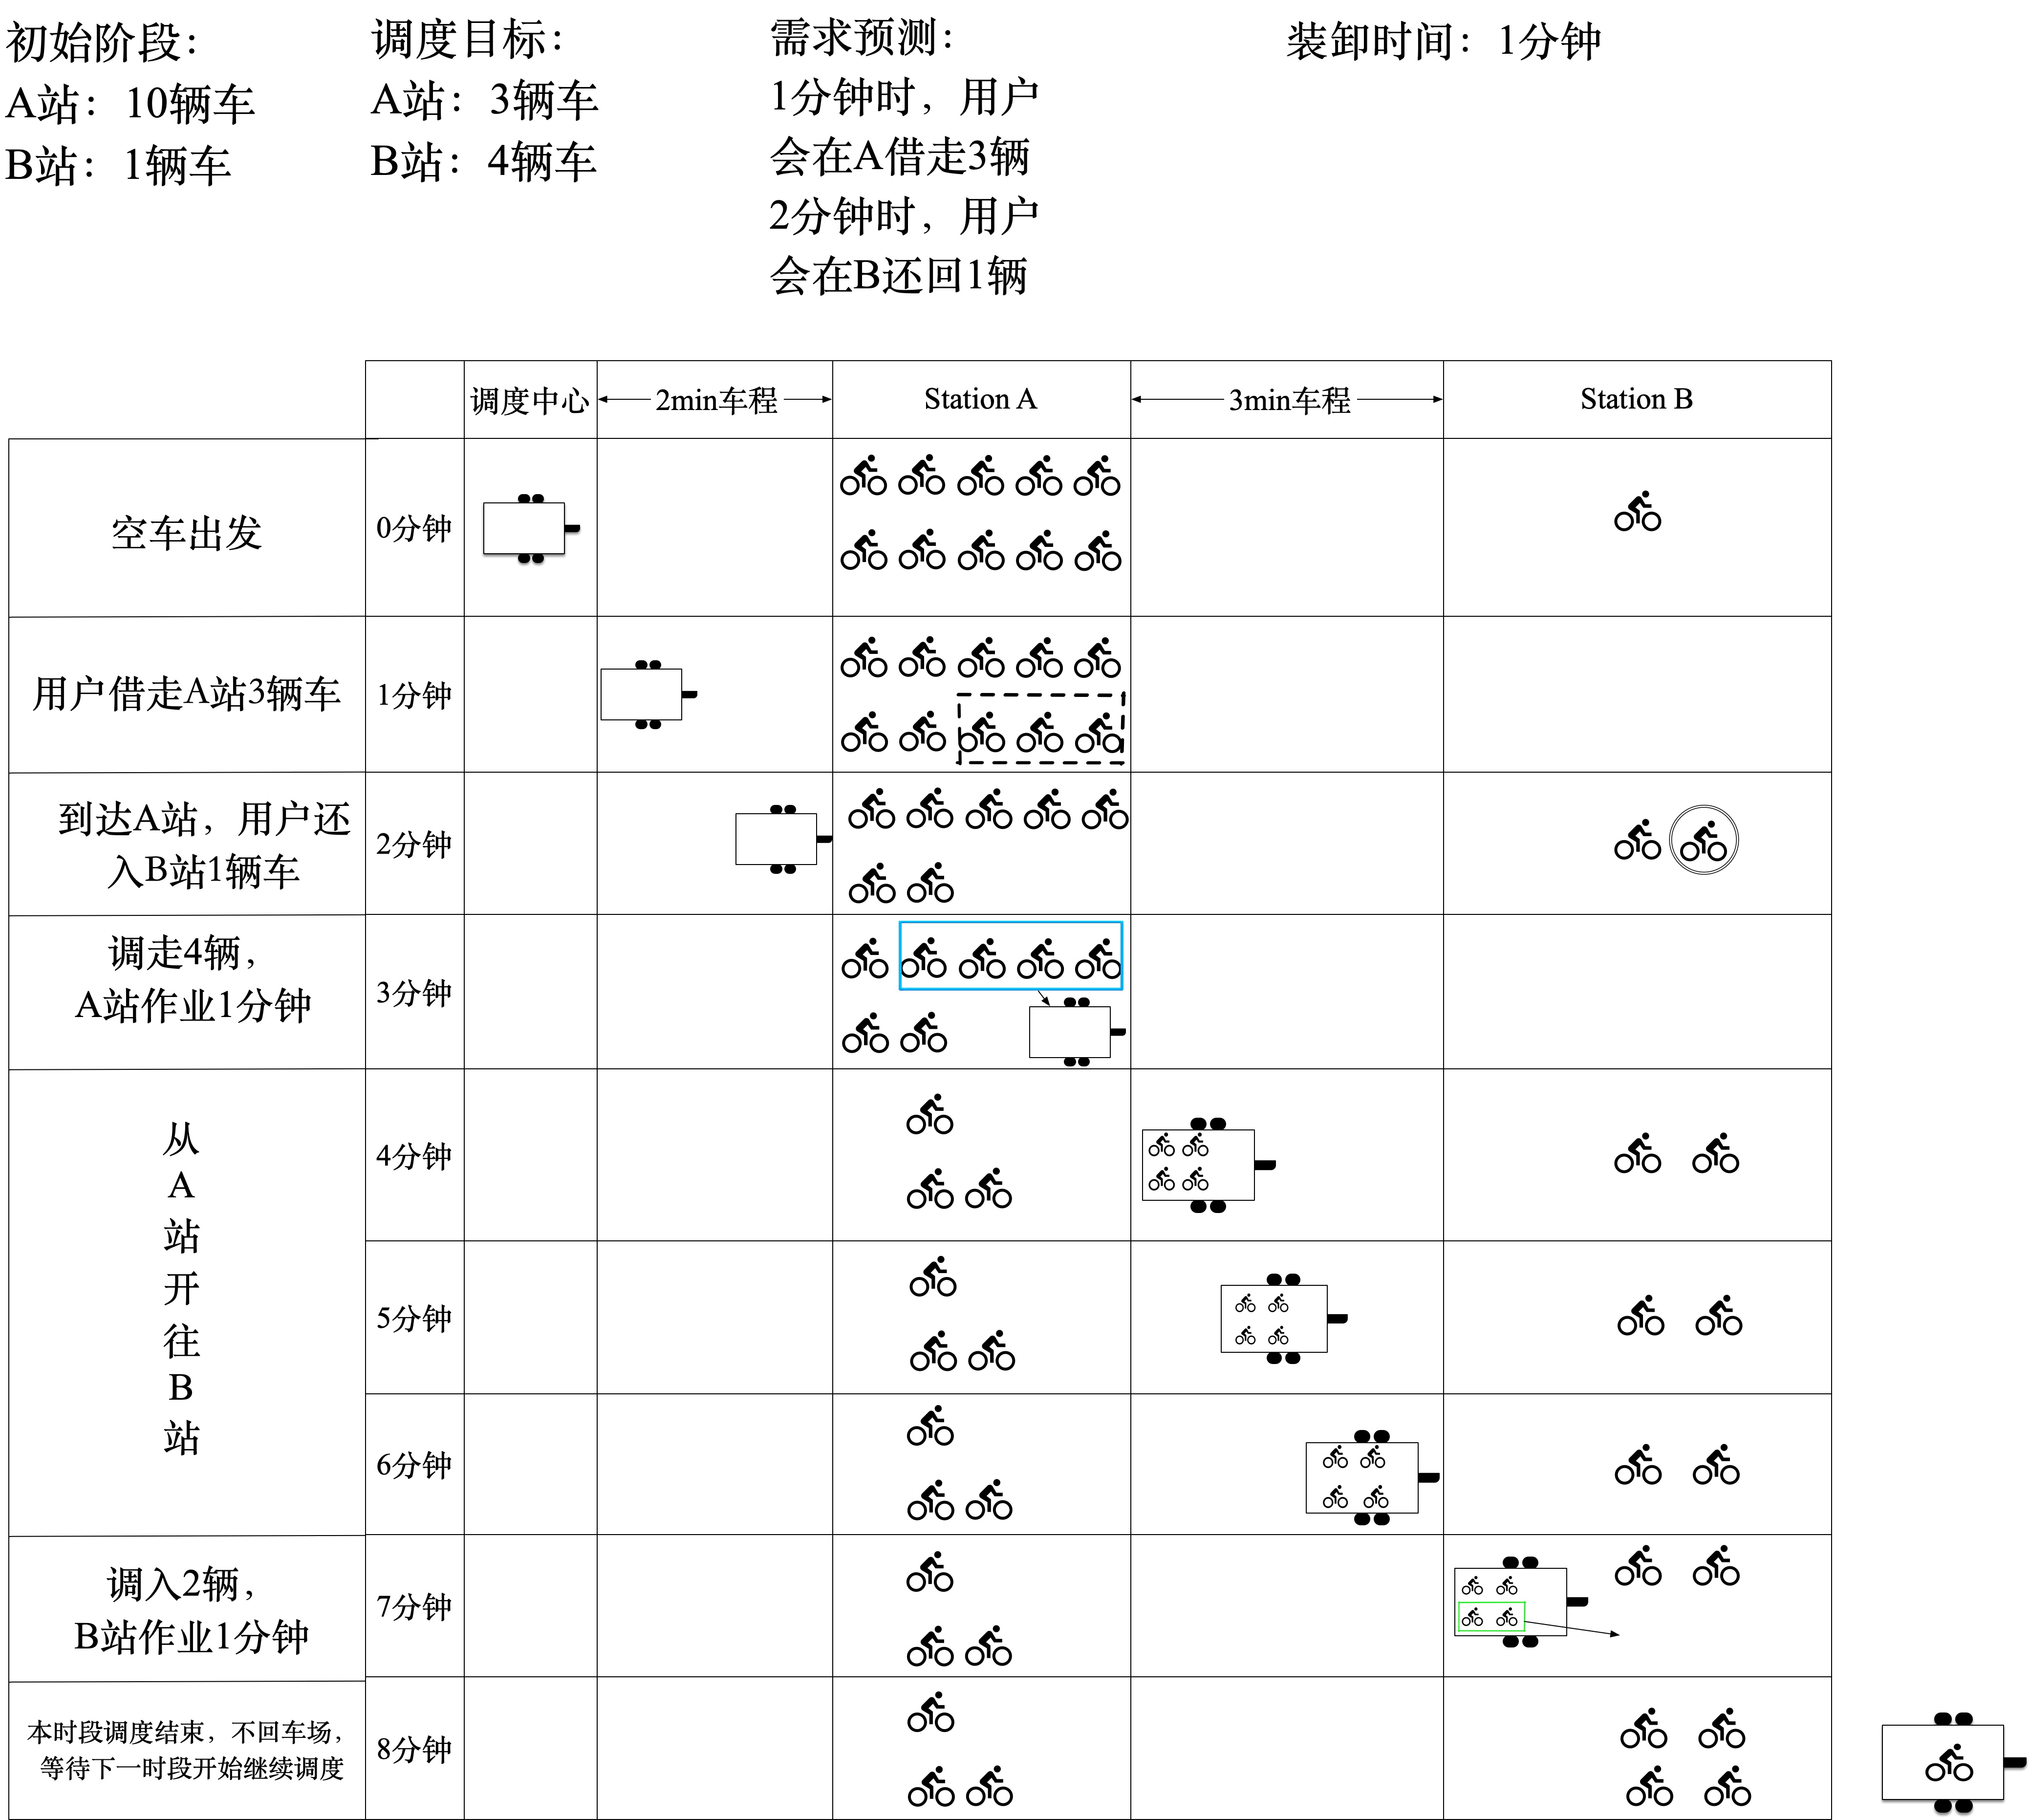 初始阶段：
A站：10辆车
B站：1辆车
调度目标：
A站：3辆车
B站：4辆车
需求预测：
1分钟时，用户
会在A借走3辆
2分钟时，用户
会在B还回1辆
装卸时间：1分钟
调度中心
2min车程
Station A
3min车程
Station B
空车出发
0分钟
用户借走A站3辆车
1分钟
到达A站，用户还
入B站1辆车
2分钟
调走4辆，
A站作业1分钟
3分钟
从
A
站
开
往
B
站
4分钟
5分钟
6分钟
调入2辆，
B站作业1分钟
7分钟
本时段调度结束，不回车场，
等待下一时段开始继续调度
8分钟